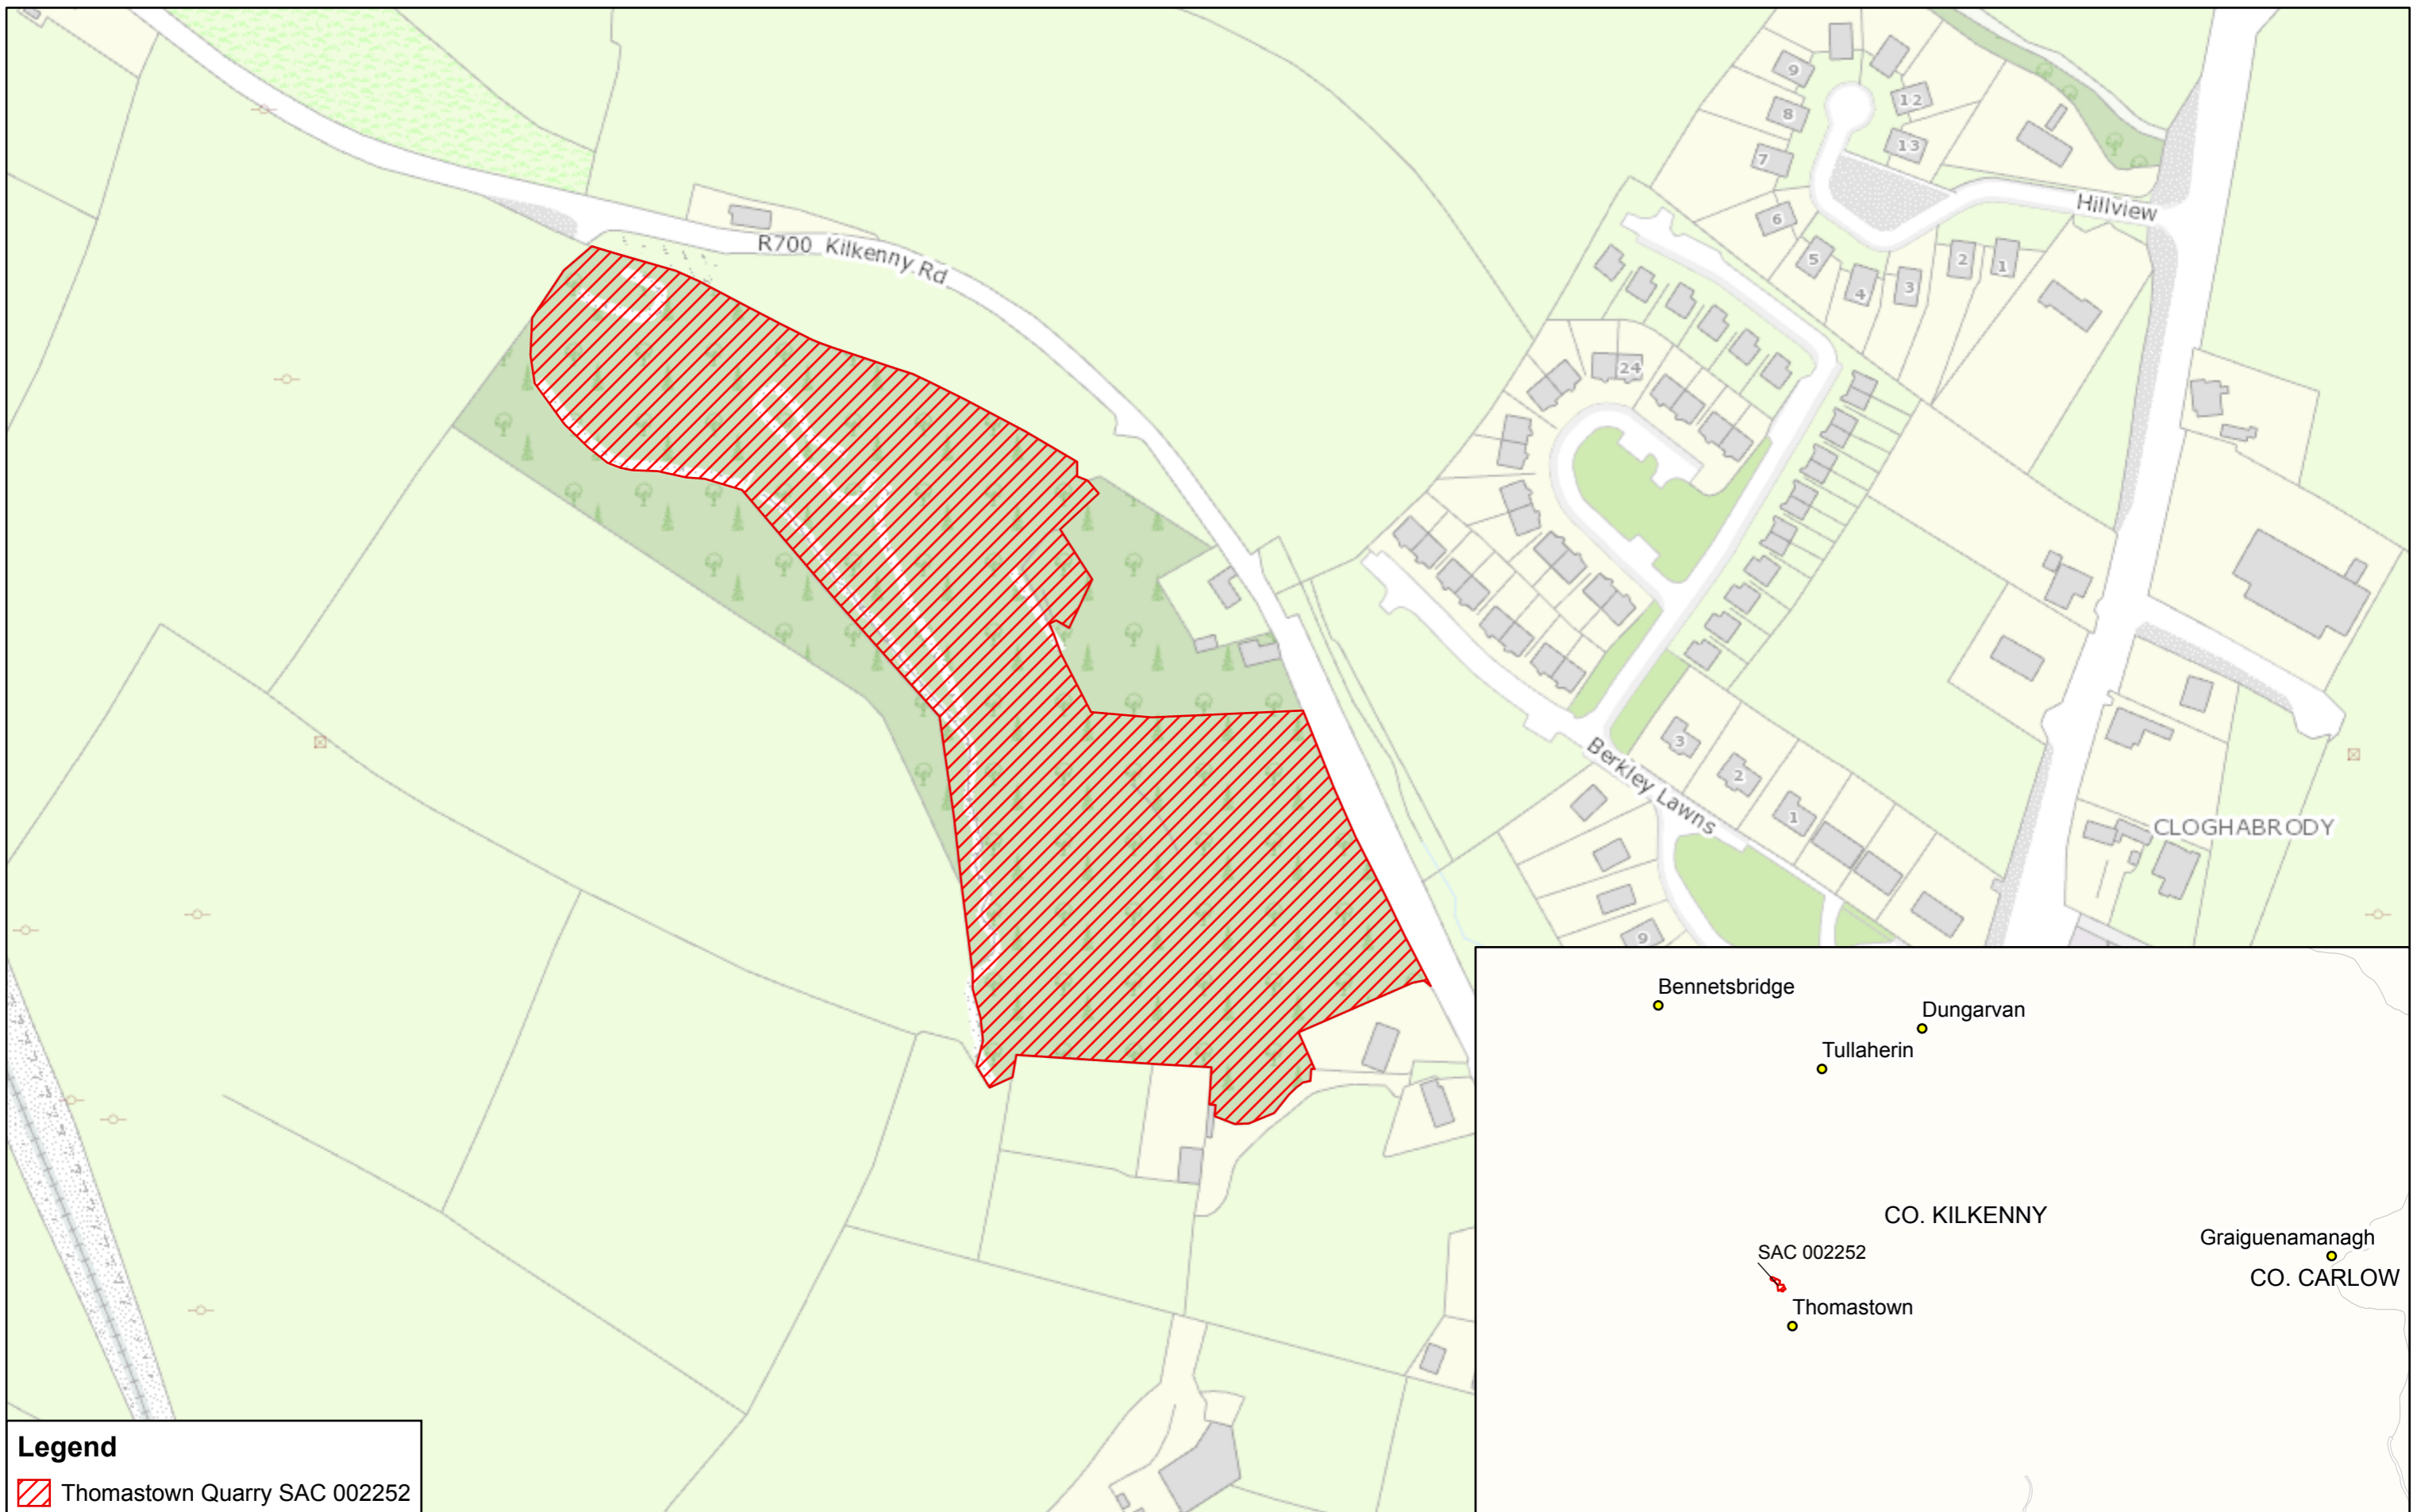 9
8
7
6
5
4
3
2
1
12
13
Hillview
R700 Kilkenny Rd
24
3
2
1
Berkley Lawns
9
CLOGHABRODY
Bennetsbridge
Dungarvan
Tullaherin
CO. KILKENNY
SAC 002252
Graiguenamanagh
CO. CARLOW
Thomastown
Legend
Thomastown Quarry SAC 002252